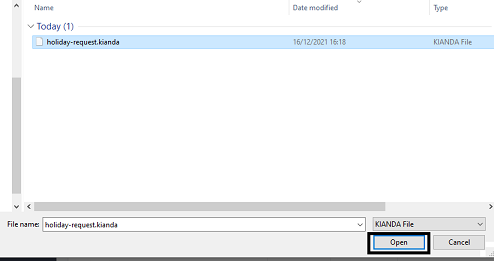 Name Date modified Type
Today (1)
holiday-request.kianda 16/12/2021 16:18 KIANDA File
File name: holiday-request.kianda KIANDA File
Open Cancel